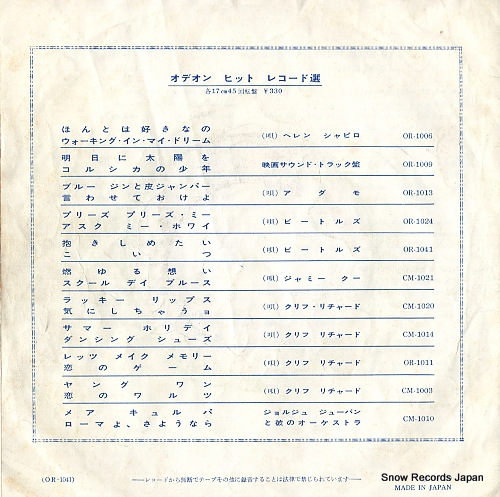 オデオン ヒット レコード選
各17cm45回転盤 ¥330
ほんとは好きなの
ウォーキング・イン・マイ・ドリーム
(唄) ヘレン シャピロ OR-1006
明日に太陽を
コルシカの少年
映画サウンド・トラック盤 OR-1009
ブルー ジンと皮ジャンパー
言わせておけよ
(唄) アダモ OR-1013
プリーズ プリーズ・ミー
アスク ミー・ホワイ
(唄) ビートルズ OR-1024
抱きしめたい
こいつ
(唄) ビートルズ OR-1041
燃ゆる想い
スクール デイ ブルース
(唄) ジャミー クー CM-1021
ラッキー リップス
気にしちゃうョ
(唄) クリフ・リチャード CM-1020
サマー ホリデイ
ダンシング シューズ
(唄) クリフ リチャード CM-1014
レッツ メイク メモリー
恋のゲーム
(唄) クリフ リチャード OR-1011
ヤング ワン
恋のワルツ
(唄) クリフ リチャード CM-1003
メア キュルパ
ローマよ、さようなら
ジョルジュ ジューバン
と彼のオーケストラ CM-1010
(OR-1041)
レコードから無断でテープその他に録音することは法律で禁じられています
MADE IN JAPAN
Snow Records Japan